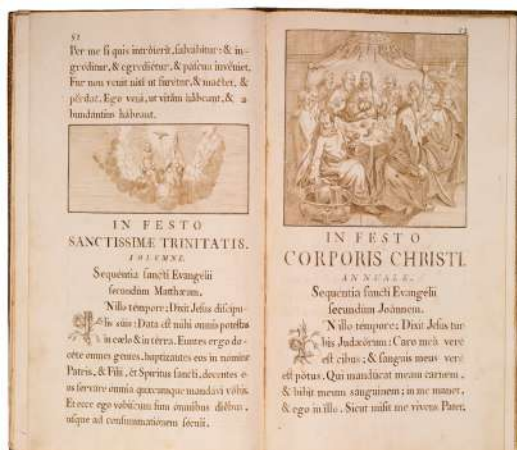 52
Per me si quis introierit, salvabitur: & in-
gredietur, & egredietur, & pascua inveniet.
Fur non venit nisi ut furetur, & mactet, &
perdat. Ego veni, ut vitam habeant, & a
bundantius habeant.
IN FESTO
SANCTISSIMÆ TRINITATIS.
SOLEMNE.
Sequentia sancti Evangelii
secundum Matthæum.
IN illo tempore: Dixit Jesus discipu-
lis suis: Data est mihi omnis potestas
in cœlo & in terra. Euntes ergo do-
cete omnes gentes, baptizantes eos in nomine
Patris, & Filii, et Spiritus sancti, docentes e-
os servare omnia quæcumque mandavi vobis.
Et ecce ego vobiscum sum omnibus diebus,
usque ad consummationem seculi.
IN FESTO
CORPORIS CHRISTI.
ANNUALE.
Sequentia sancti Evangelii
secundum Joannem.
IN illo tempore: Dixit Jesus tur
bis Judæorum: Caro mea vere
est cibus; & sanguis meus vere
est potus. Qui manducat meam carnem,
& bibit meum sanguinem; in me manet,
& ego in illo. Sicut misit me vivens Pater,